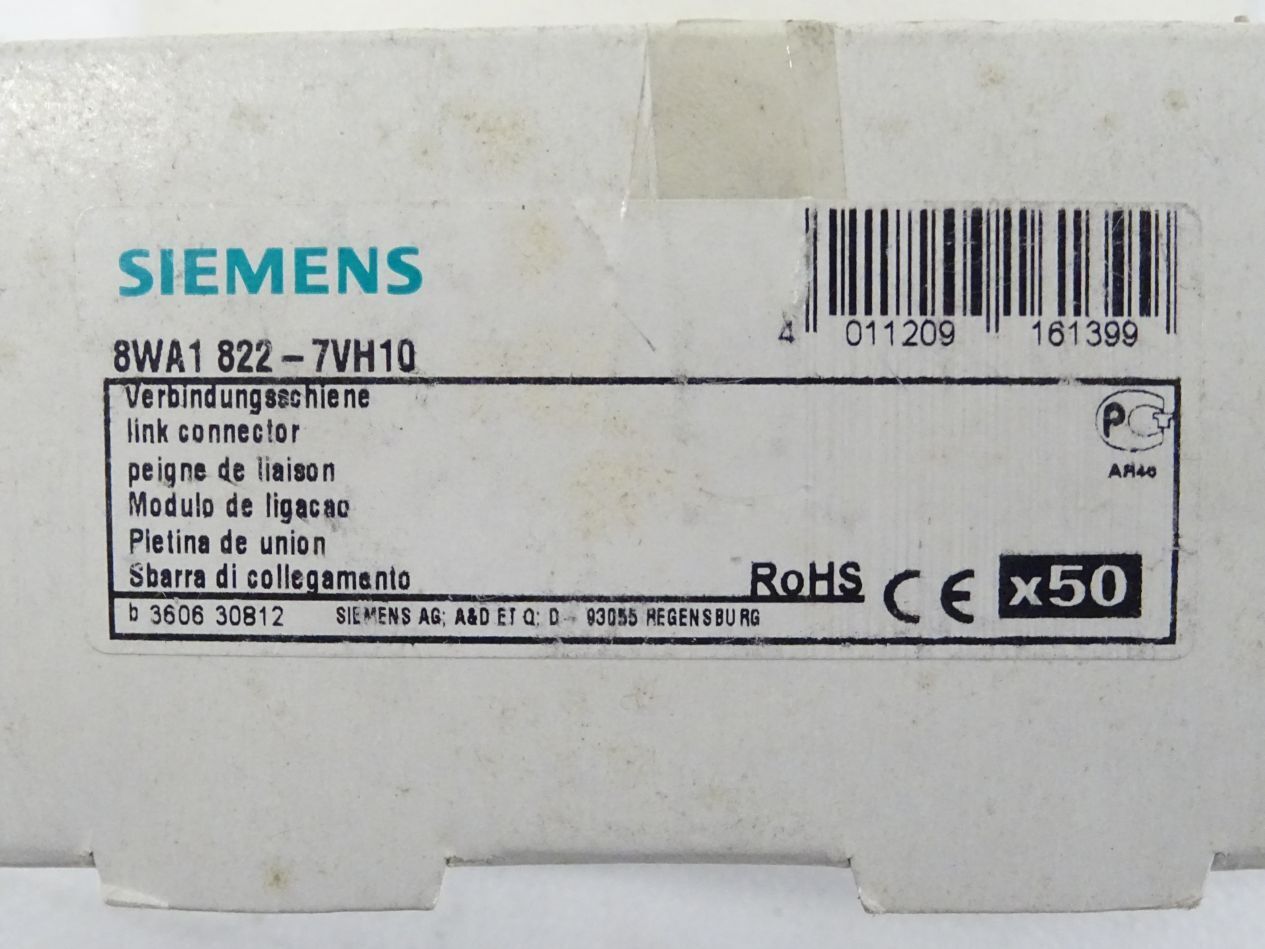 SIEMENS
4 011209 161399
8WA1 822 – 7VH10
Verbindungsschiene
link connector
peigne de liaison
Modulo de ligacao
Pletina de union
Sbarra di collegamento
RoHS CE x50
b 3606 30812 SIEMENS AG; A&D ET Q; D - 93055 REGENSBURG